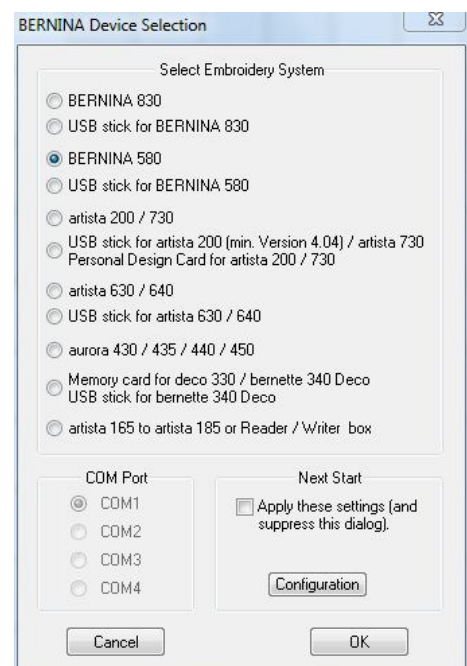 BERNINA Device Selection
Select Embroidery System
BERNINA 830
USB stick for BERNINA 830
BERNINA 580
USB stick for BERNINA 580
artista 200 / 730
USB stick for artista 200 (min. Version 4.04) / artista 730
Personal Design Card for artista 200 / 730
artista 630 / 640
USB stick for artista 630 / 640
aurora 430 / 435 / 440 / 450
Memory card for deco 330 / bernette 340 Deco
USB stick for bernette 340 Deco
artista 165 to artista 185 or Reader / Writer box
COM Port
COM1
COM2
COM3
COM4
Next Start
Apply these settings (and
suppress this dialog).
Configuration
Cancel
OK